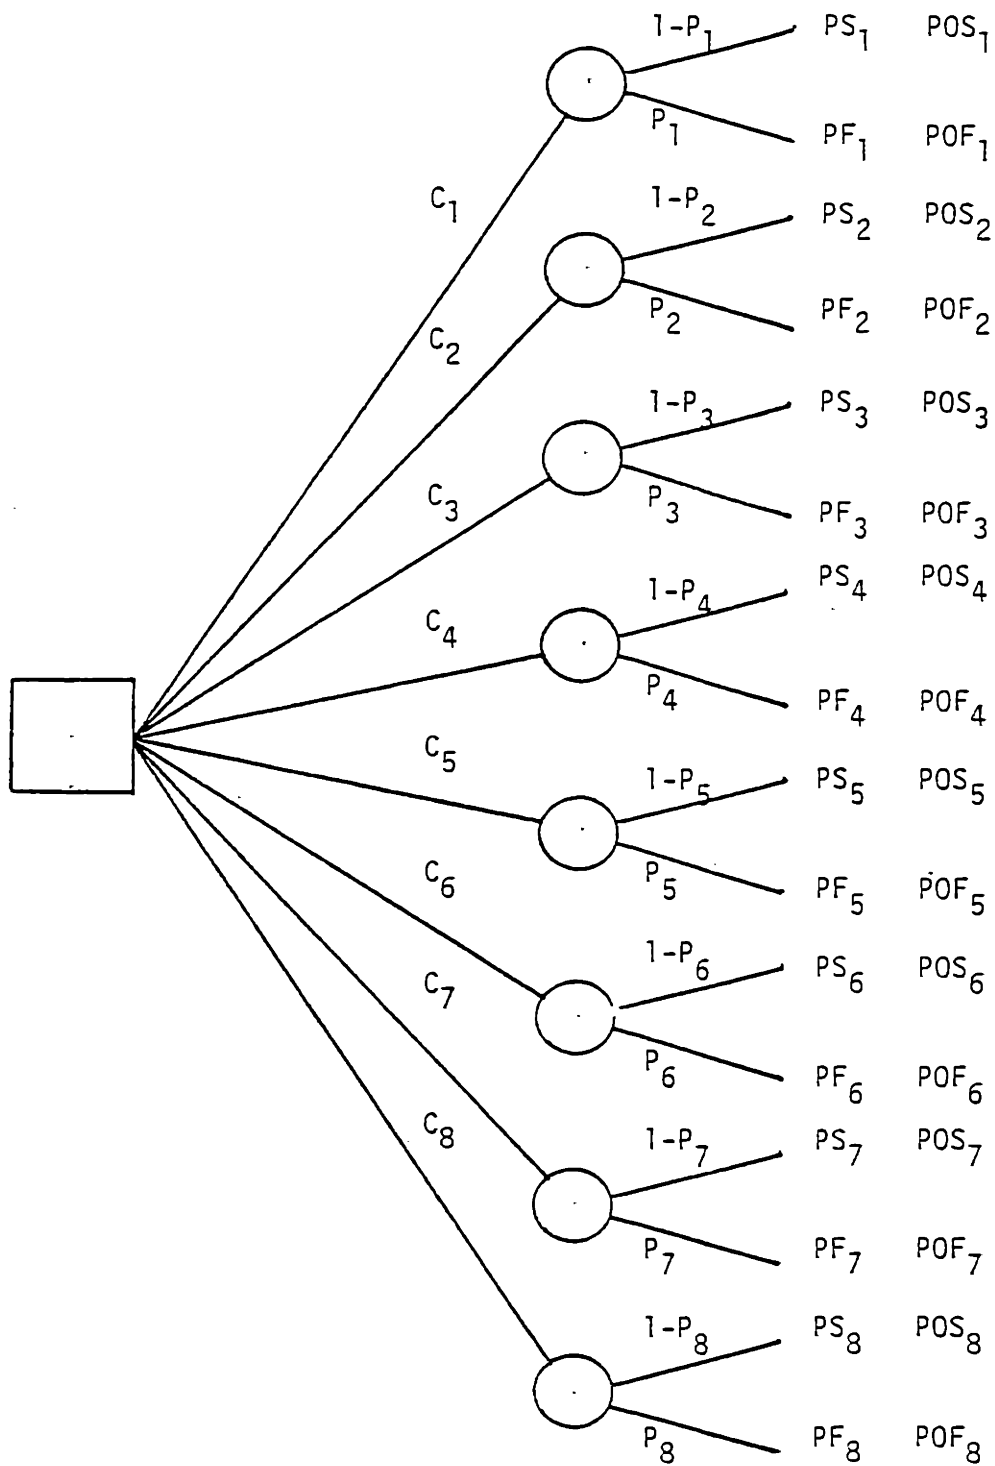 1-P₁ PS₁ POS₁
P₁ PF₁ POF₁
C₁
1-P₂ PS₂ POS₂
P₂ PF₂ POF₂
C₂
1-P₃ PS₃ POS₃
C₃
P₃ PF₃ POF₃
1-P₄ PS₄ POS₄
C₄
P₄ PF₄ POF₄
C₅
1-P₅ PS₅ POS₅
P₅ PF₅ POF₅
C₆
1-P₆ PS₆ POS₆
C₇
P₆ PF₆ POF₆
C₈
1-P₇ PS₇ POS₇
P₇ PF₇ POF₇
1-P₈ PS₈ POS₈
P₈ PF₈ POF₈